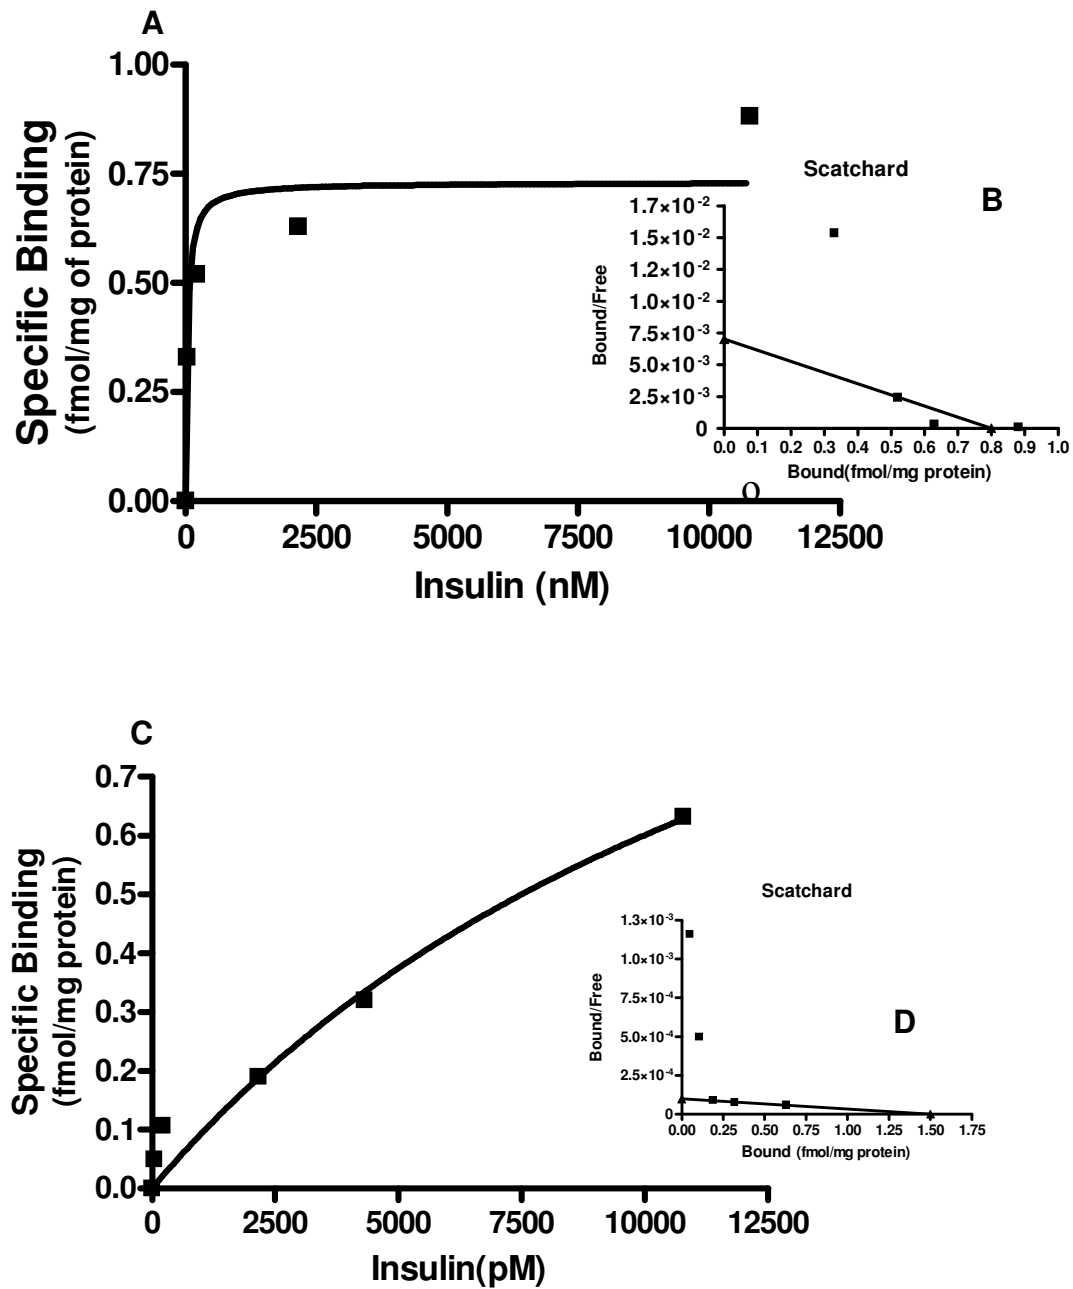 A
1.00
0.75
0.50
0.25
0.00
Specific Binding
(fmol/mg of protein)
0 2500 5000 7500 10000 12500
Insulin (nM)
Scatchard
B
1.7×10⁻²
1.5×10⁻²
1.2×10⁻²
1.0×10⁻²
7.5×10⁻³
5.0×10⁻³
2.5×10⁻³
0
Bound/Free
0.0 0.1 0.2 0.3 0.4 0.5 0.6 0.7 0.8 0.9 1.0
Bound(fmol/mg protein)
O
C
0.7
0.6
0.5
0.4
0.3
0.2
0.1
0.0
Specific Binding
(fmol/mg protein)
0 2500 5000 7500 10000 12500
Insulin(pM)
Scatchard
D
1.3×10⁻³
1.0×10⁻³
7.5×10⁻⁴
5.0×10⁻⁴
2.5×10⁻⁴
0
Bound/Free
0.00 0.25 0.50 0.75 1.00 1.25 1.50 1.75
Bound (fmol/mg protein)